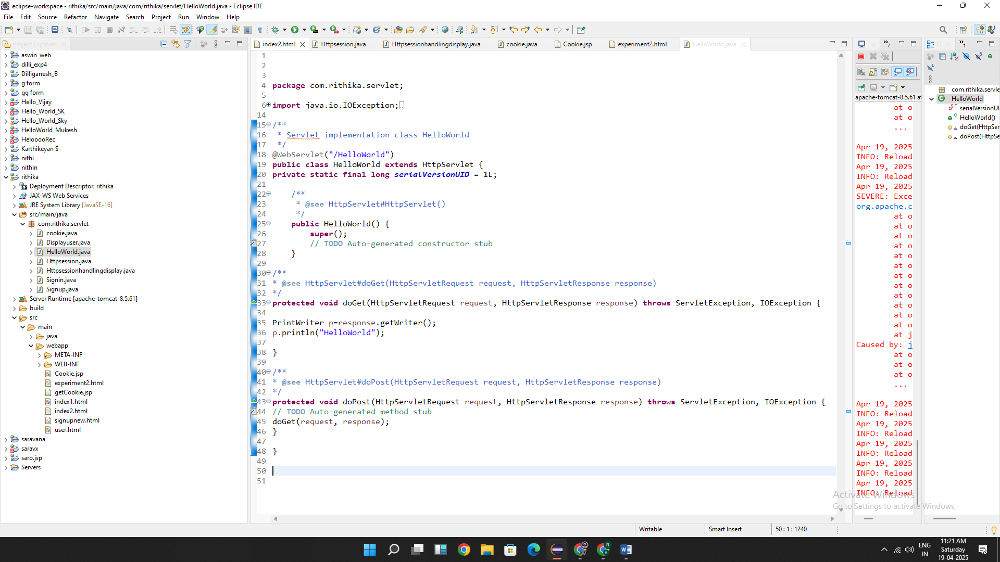 eclipse-workspace - rithika/src/main/java/com/rithika/servlet/HelloWorld.java - Eclipse IDE
File Edit Source Refactor Navigate Search Project Run Window Help
Project Explorer
aswin_web
dilli_exp4
Dilliganesh_B
g form
gg form
Hello_Vijay
Hello_World_SK
Hello_World_Sky
HelloWorld_Mukesh
HelooooRec
Karthikeyan S
nithi
nithin
rithika
Deployment Descriptor: rithika
JAX-WS Web Services
JRE System Library [JavaSE-16]
src/main/java
com.rithika.servlet
cookie.java
Displayuser.java
HelloWorld.java
Httpsession.java
Httpsessionhandlingdisplay.java
Signin.java
Signup.java
Server Runtime [apache-tomcat-8.5.61]
build
src
main
java
webapp
META-INF
WEB-INF
Cookie.jsp
experiment2.html
getCookie.jsp
index1.html
index2.html
signupnew.html
user.html
saravana
saravx
saro.jsp
Servers
index2.html Httpsession.java Httpsessionhandlingdisplay.java cookie.java Cookie.jsp experiment2.html HelloWorld.java
1
2
3
4 package com.rithika.servlet;
5
6 import java.io.IOException;
14
15 /**
16 * Servlet implementation class HelloWorld
17 */
18 @WebServlet("/HelloWorld")
19 public class HelloWorld extends HttpServlet {
20 private static final long serialVersionUID = 1L;
21
22 /**
23 * @see HttpServlet#HttpServlet()
24 */
25 public HelloWorld() {
26 super();
27 // TODO Auto-generated constructor stub
28 }
29
30 /**
31 * @see HttpServlet#doGet(HttpServletRequest request, HttpServletResponse response)
32 */
33 protected void doGet(HttpServletRequest request, HttpServletResponse response) throws ServletException, IOException {
34
35 PrintWriter p=response.getWriter();
36 p.println("HelloWorld");
37
38 }
39
40 /**
41 * @see HttpServlet#doPost(HttpServletRequest request, HttpServletResponse response)
42 */
43 protected void doPost(HttpServletRequest request, HttpServletResponse response) throws ServletException, IOException {
44 // TODO Auto-generated method stub
45 doGet(request, response);
46 }
47
48 }
49
50
51
7
apache-tomcat-8.5.61 at
at o
at o
...
Apr 19, 2025
INFO: Reload
Apr 19, 2025
INFO: Reload
Apr 19, 2025
SEVERE: Exce
org.apache.c
at o
at o
at o
at o
at o
at o
at o
at o
at o
at o
at o
at o
at j
Caused by: j
at o
at o
at o
...
Apr 19, 2025
INFO: Reload
Apr 19, 2025
INFO: Reload
Apr 19, 2025
INFO: Reload
Apr 19, 2025
INFO: Reload
Apr 19, 2025
INFO: Reload
1
com.rithika.servle
HelloWorld
serialVersionUI
HelloWorld()
doGet(HttpSer
doPost(HttpSe
Activate Windows
Go to Settings to activate Windows.
Writable Smart Insert 50 : 1 : 1240
ENG
IN
11:21 AM
Saturday
19-04-2025